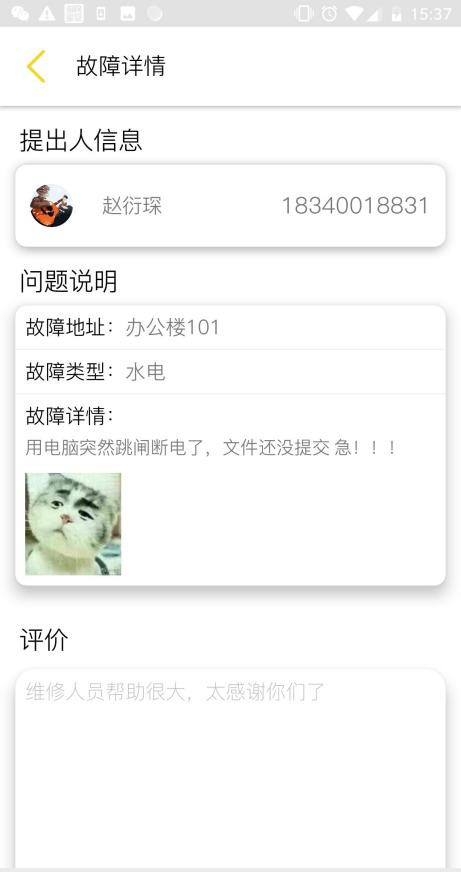 15:37
故障详情
提出人信息
赵衍琛 18340018831
问题说明
故障地址：办公楼101
故障类型：水电
故障详情：
用电脑突然跳闸断电了，文件还没提交 急！！！
评价
维修人员帮助很大，太感谢你们了